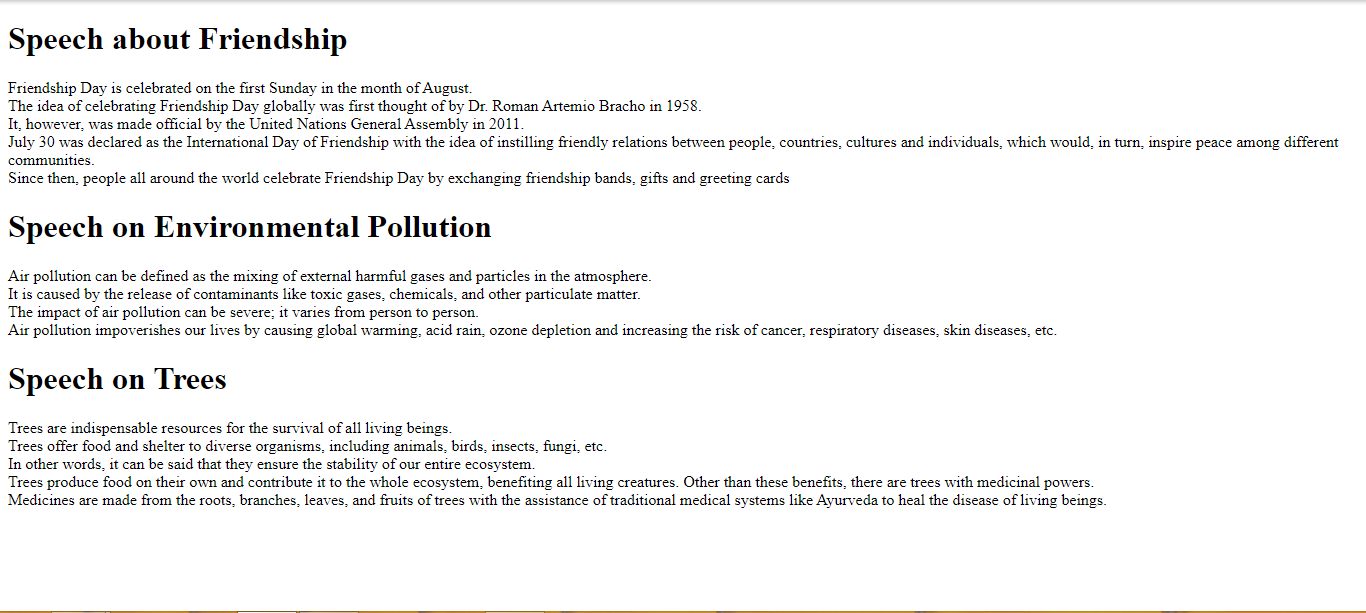 Speech about Friendship
Friendship Day is celebrated on the first Sunday in the month of August.
The idea of celebrating Friendship Day globally was first thought of by Dr. Roman Artemio Bracho in 1958.
It, however, was made official by the United Nations General Assembly in 2011.
July 30 was declared as the International Day of Friendship with the idea of instilling friendly relations between people, countries, cultures and individuals, which would, in turn, inspire peace among different
communities.
Since then, people all around the world celebrate Friendship Day by exchanging friendship bands, gifts and greeting cards
Speech on Environmental Pollution
Air pollution can be defined as the mixing of external harmful gases and particles in the atmosphere.
It is caused by the release of contaminants like toxic gases, chemicals, and other particulate matter.
The impact of air pollution can be severe; it varies from person to person.
Air pollution impoverishes our lives by causing global warming, acid rain, ozone depletion and increasing the risk of cancer, respiratory diseases, skin diseases, etc.
Speech on Trees
Trees are indispensable resources for the survival of all living beings.
Trees offer food and shelter to diverse organisms, including animals, birds, insects, fungi, etc.
In other words, it can be said that they ensure the stability of our entire ecosystem.
Trees produce food on their own and contribute it to the whole ecosystem, benefiting all living creatures. Other than these benefits, there are trees with medicinal powers.
Medicines are made from the roots, branches, leaves, and fruits of trees with the assistance of traditional medical systems like Ayurveda to heal the disease of living beings.